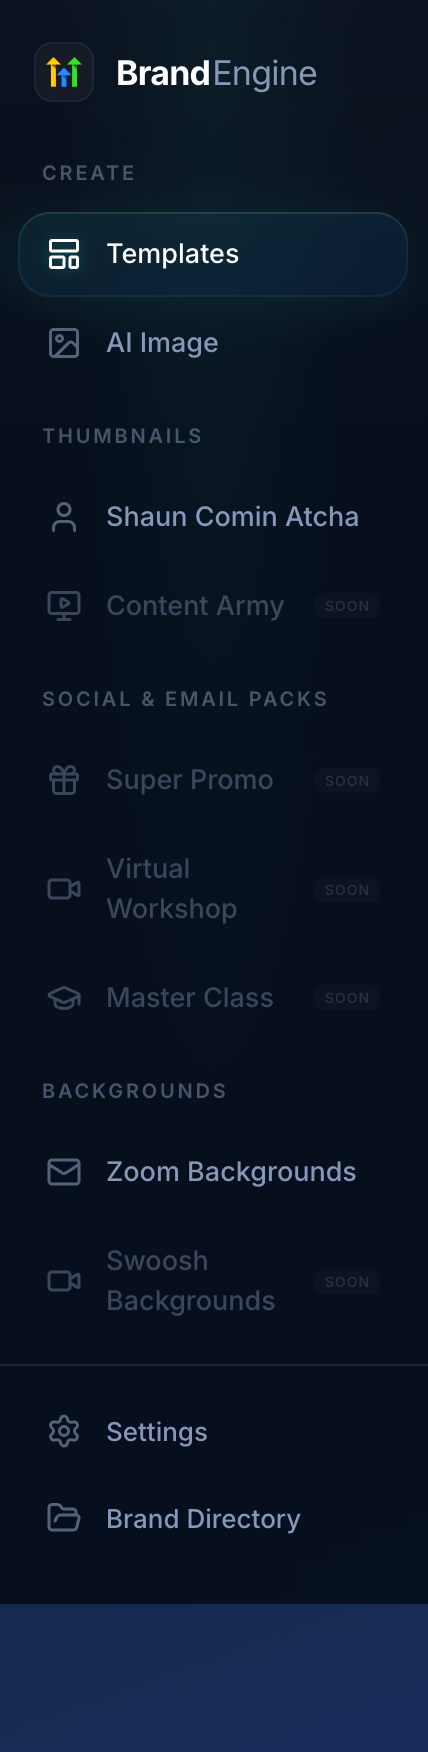 BrandEngine
CREATE
Templates
AI Image
THUMBNAILS
Shaun Comin Atcha
Content Army SOON
SOCIAL & EMAIL PACKS
Super Promo SOON
Virtual
Workshop SOON
Master Class SOON
BACKGROUNDS
Zoom Backgrounds
Swoosh
Backgrounds SOON
Settings
Brand Directory